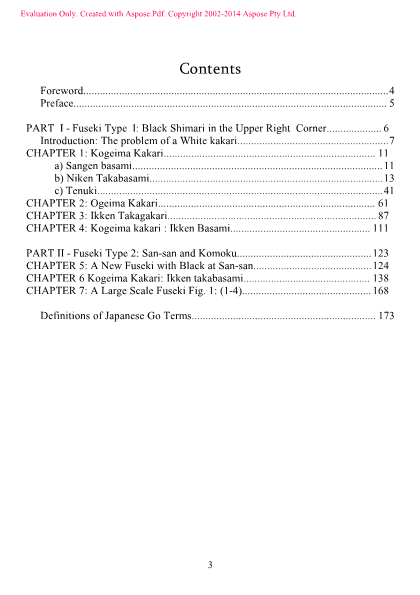 Evaluation Only. Created with Aspose.Pdf. Copyright 2002-2014 Aspose Pty Ltd.
Contents
Foreword....................................................................................................................4
Preface.................................................................................................................... 5
PART I - Fuseki Type I: Black Shimari in the Upper Right Corner.................... 6
Introduction: The problem of a White kakari........................................................7
CHAPTER 1: Kogeima Kakari............................................................................ 11
a) Sangen basami............................................................................................11
b) Niken Takabasami......................................................................................13
c) Tenuki.........................................................................................................41
CHAPTER 2: Ogeima Kakari.............................................................................. 61
CHAPTER 3: Ikken Takagakari........................................................................... 87
CHAPTER 4: Kogeima kakari : Ikken Basami.................................................. 111
PART II - Fuseki Type 2: San-san and Komoku.................................................123
CHAPTER 5: A New Fuseki with Black at San-san...........................................124
CHAPTER 6 Kogeima Kakari: Ikken takabasami.............................................. 138
CHAPTER 7: A Large Scale Fuseki Fig. 1: (1-4)............................................... 168
Definitions of Japanese Go Terms.................................................................. 173
3